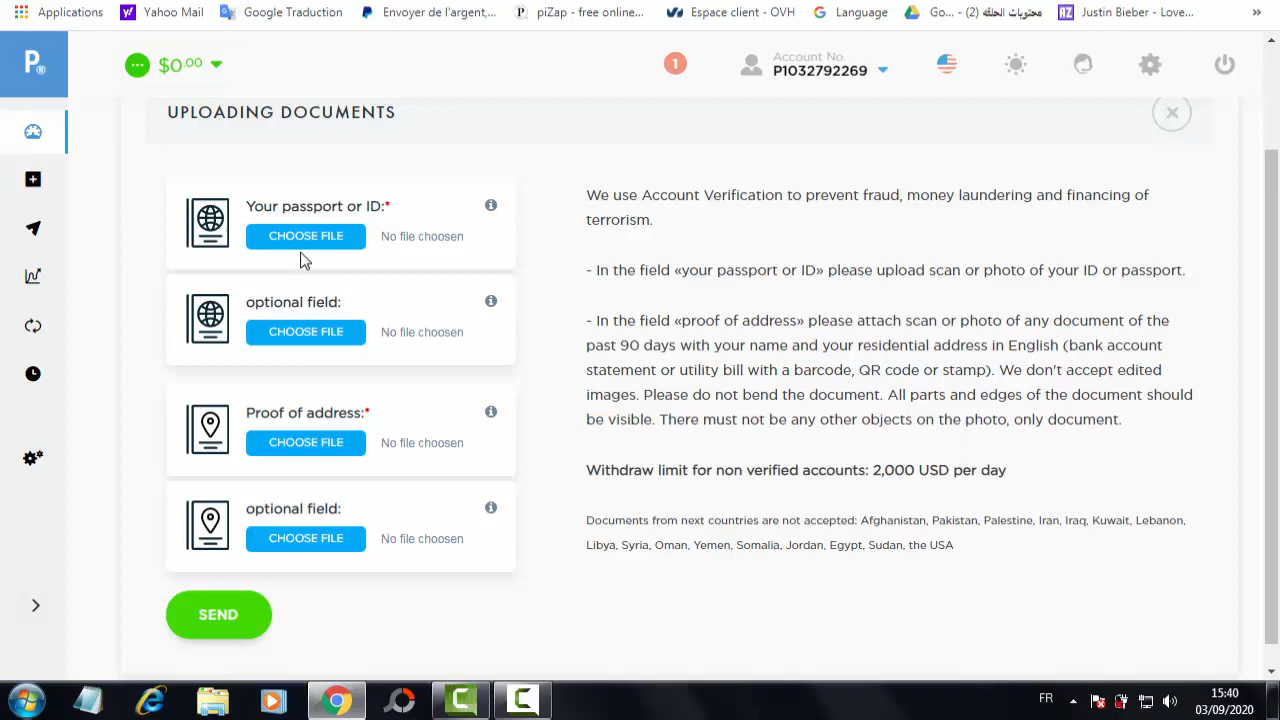 Applications Yahoo Mail Google Traduction Envoyer de l'argent,... piZap - free online... Espace client - OVH Language Go... - (2) محتويات الحلقه Justin Bieber - Love... »
P® $0.00 1 Account No.
P1032792269
UPLOADING DOCUMENTS
Your passport or ID:*
CHOOSE FILE No file choosen
optional field:
CHOOSE FILE No file choosen
Proof of address:*
CHOOSE FILE No file choosen
optional field:
CHOOSE FILE No file choosen
SEND
We use Account Verification to prevent fraud, money laundering and financing of
terrorism.
- In the field «your passport or ID» please upload scan or photo of your ID or passport.
- In the field «proof of address» please attach scan or photo of any document of the
past 90 days with your name and your residential address in English (bank account
statement or utility bill with a barcode, QR code or stamp). We don't accept edited
images. Please do not bend the document. All parts and edges of the document should
be visible. There must not be any other objects on the photo, only document.
Withdraw limit for non verified accounts: 2,000 USD per day
Documents from next countries are not accepted: Afghanistan, Pakistan, Palestine, Iran, Iraq, Kuwait, Lebanon,
Libya, Syria, Oman, Yemen, Somalia, Jordan, Egypt, Sudan, the USA
FR 15:40
03/09/2020